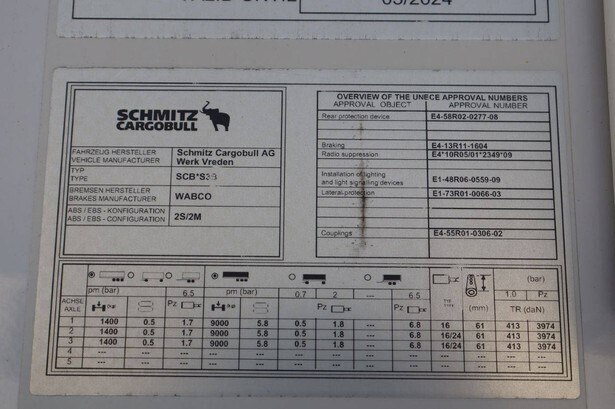 05/2024
SCHMITZ
CARGOBULL
FAHRZEUG HERSTELLER
VEHICLE MANUFACTURER
Schmitz Cargobull AG
Werk Vreden
TYP
TYPE
SCB*S3B
BREMSEN HERSTELLER
BRAKES MANUFACTURER
WABCO
ABS / EBS - KONFIGURATION
ABS / EBS - CONFIGURATION
2S/2M
OVERVIEW OF THE UNECE APPROVAL NUMBERS
APPROVAL OBJECT APPROVAL NUMBER
Rear protection device E4-58R02-0277-08
Braking E4-13R11-1604
Radio suppression E4*10R05/01*2349*09
Installation of lighting
and light signalling devices E1-48R06-0559-09
Lateral protection E1-73R01-0066-03
Couplings E4-55R01-0306-02
(bar)
pm (bar) 6.5 pm (bar) 0.7 2 --- 6.5 (mm) 1.0 Pz
ACHSE
AXLE
Pz
Pz
TR (daN)
1 1400 0.5 1.7 9000 5.8 0.5 1.8 --- 6.8 16 61 413 3974
2 1400 0.5 1.7 9000 5.8 0.5 1.8 --- 6.8 16/24 61 413 3974
3 1400 0.5 1.7 9000 5.8 0.5 1.8 --- 6.8 16/24 61 413 3974
4 --- --- --- --- --- --- --- --- --- --- --- --- ---
5 --- --- --- --- --- --- --- --- --- --- --- --- ---